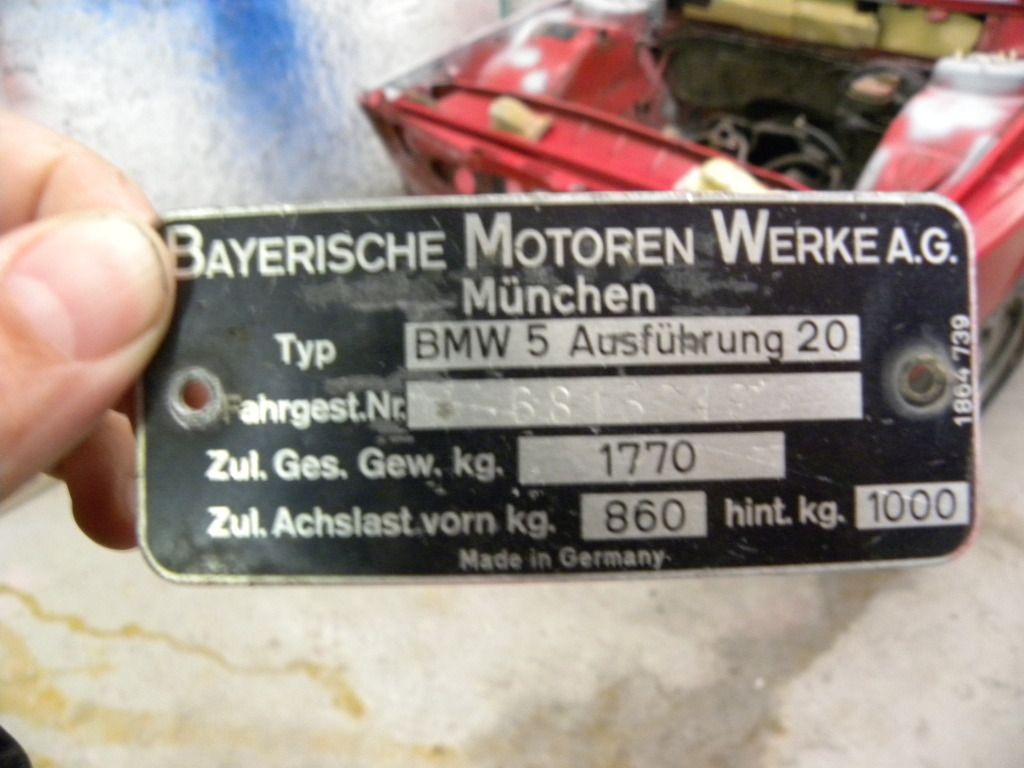 BAYERISCHE MOTOREN WERKE A.G.
München
Typ BMW 5 Ausführung 20
Fahrgest.Nr.
Zul. Ges. Gew. kg. 1770
Zul. Achslast vorn kg. 860 hint. kg. 1000
Made in Germany
1864 739